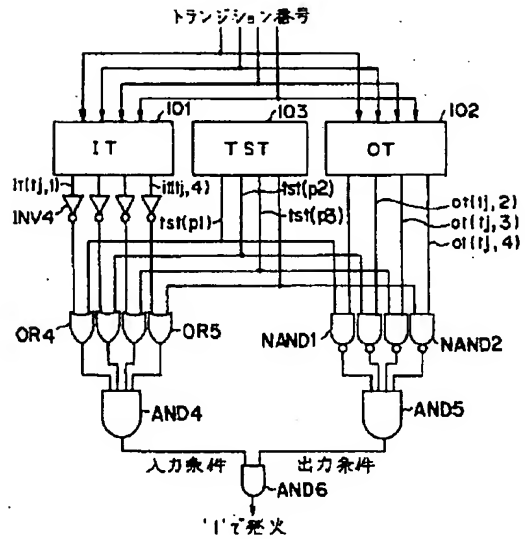 トランジション番号
101
103
102
IT
TST
OT
it(tj,1)
it(tj,4)
tst(p2)
tst(p3)
ot(tj,2)
ot(tj,3)
ot(tj,4)
INV4
tst(p1)
OR4
OR5
NAND1
NAND2
AND4
AND5
入力条件
出力条件
AND6
'1'で発火